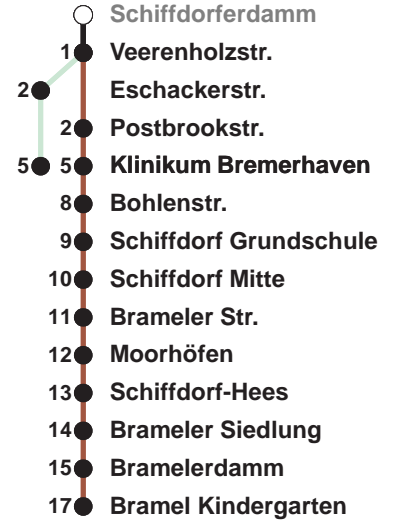 Schiffdorferdamm
1 Veerenholzstr.
2 Eschackerstr.
2 Postbrookstr.
5 5 Klinikum Bremerhaven
8 Bohlenstr.
9 Schiffdorf Grundschule
10 Schiffdorf Mitte
11 Brameler Str.
12 Moorhöfen
13 Schiffdorf-Hees
14 Brameler Siedlung
15 Bramelerdamm
17 Bramel Kindergarten